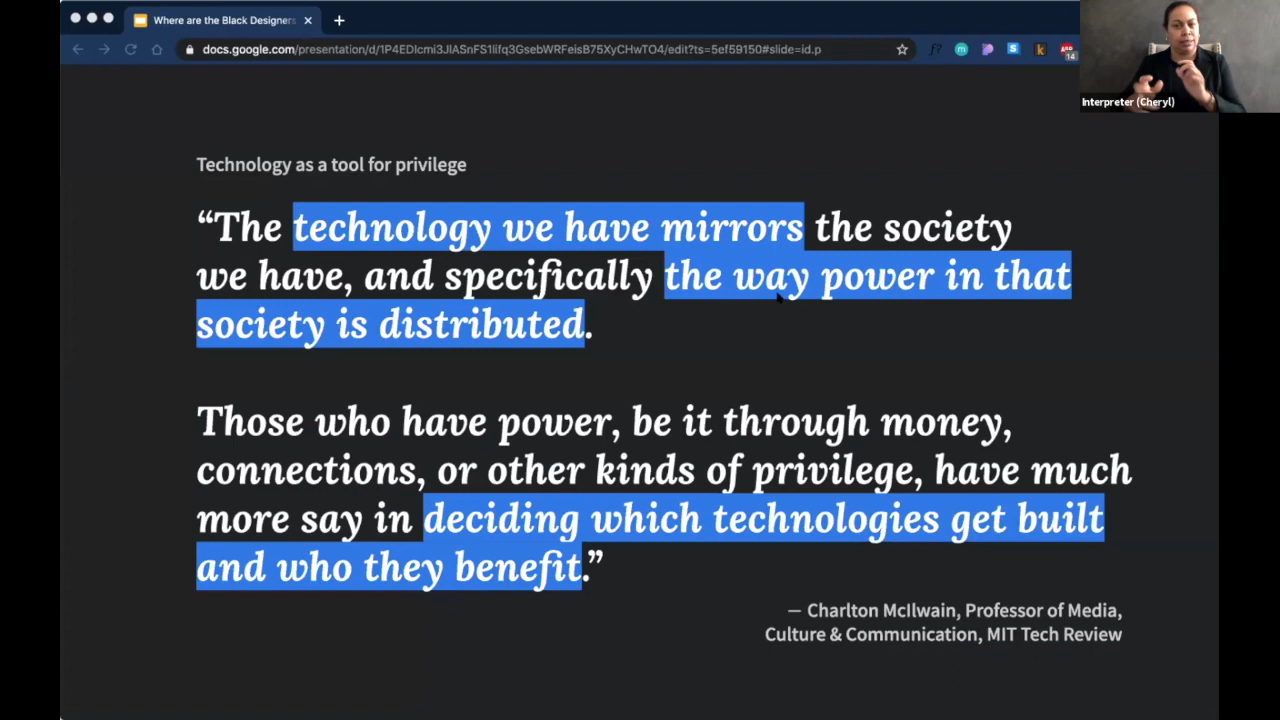 Where are the Black Designers
docs.google.com/presentation/d/1P4EDIcmi3JIASnFS1lifq3GsebWRFeisB75XyCHwTO4/edit?ts=5ef59150#slide=id.p
14
Interpreter (Cheryl)
Technology as a tool for privilege
“The technology we have mirrors the society
we have, and specifically the way power in that
society is distributed.
Those who have power, be it through money,
connections, or other kinds of privilege, have much
more say in deciding which technologies get built
and who they benefit.”
— Charlton McIlwain, Professor of Media,
Culture & Communication, MIT Tech Review